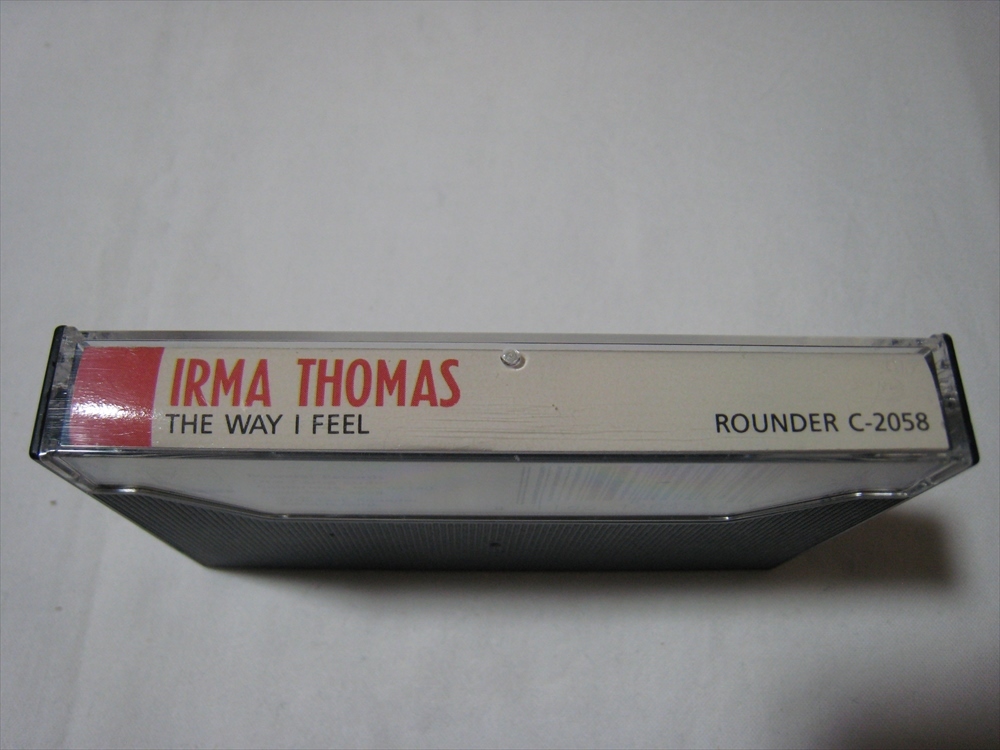 IRMA THOMAS
THE WAY I FEEL
ROUNDER C-2058